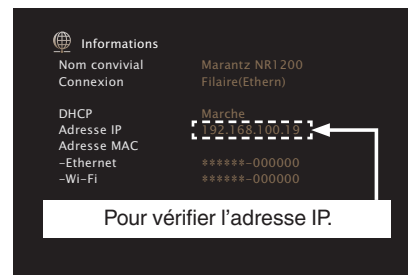 Informations
Nom convivial Marantz NR1200
Connexion Filaire(Ethern)
DHCP Marche
Adresse IP 192.168.100.19
Adresse MAC
-Ethernet ******-000000
-Wi-Fi ******-000000
Pour vérifier l'adresse IP.